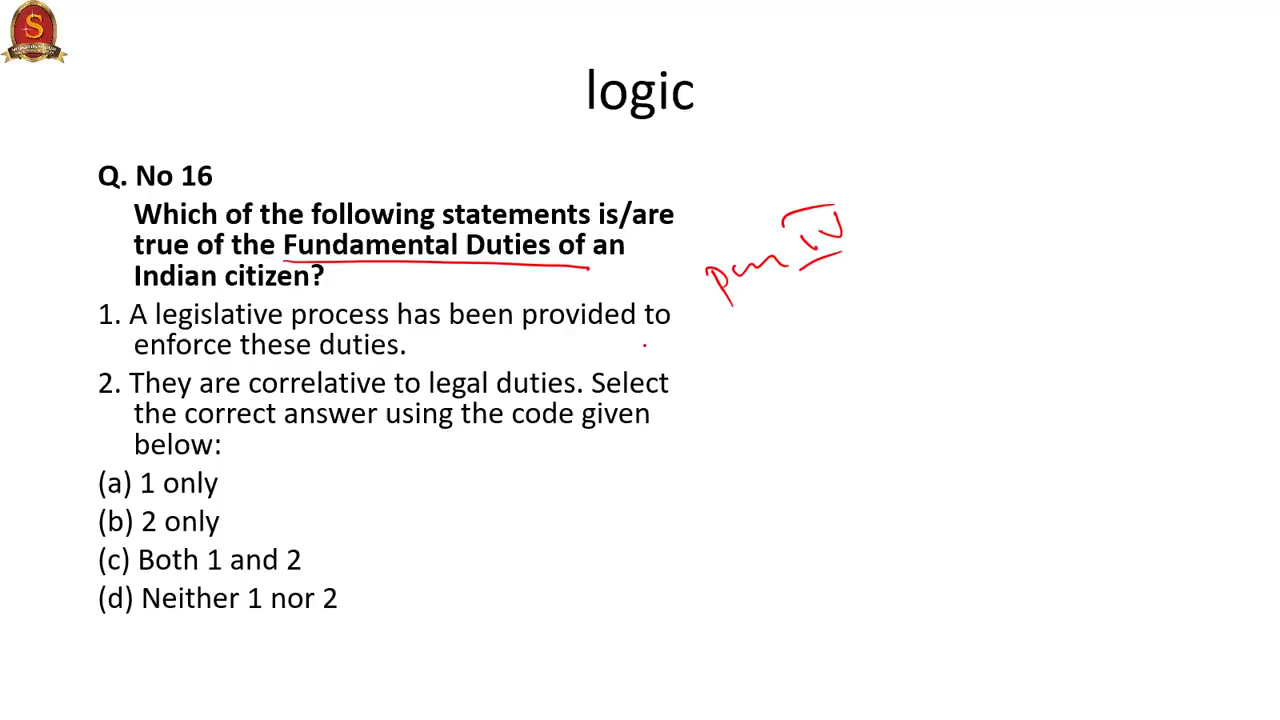 S
logic
Q. No 16
Which of the following statements is/are
true of the Fundamental Duties of an
Indian citizen?
part IV
1. A legislative process has been provided to
enforce these duties.
2. They are correlative to legal duties. Select
the correct answer using the code given
below:
(a) 1 only
(b) 2 only
(c) Both 1 and 2
(d) Neither 1 nor 2